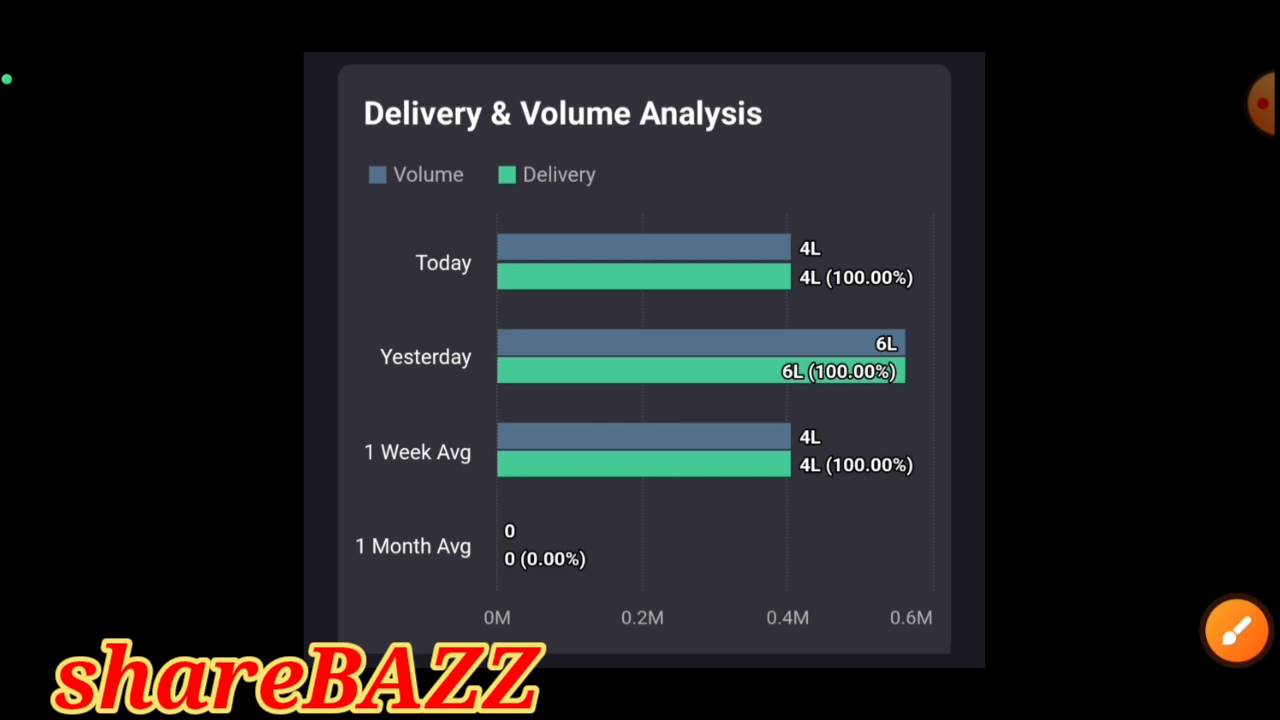 Delivery & Volume Analysis
Volume Delivery
Today
4L
4L (100.00%)
Yesterday
6L
6L (100.00%)
1 Week Avg
4L
4L (100.00%)
1 Month Avg
0
0 (0.00%)
0M 0.2M 0.4M 0.6M
shareBAZZ